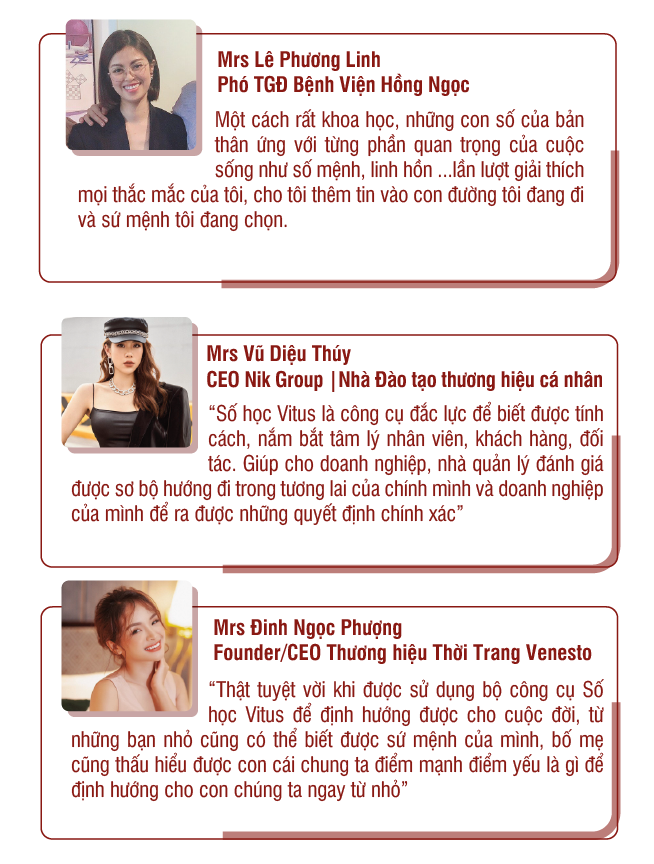 Mrs Lê Phương Linh
Phó TGĐ Bệnh Viện Hồng Ngọc
Một cách rất khoa học, những con số của bản
thân ứng với từng phần quan trọng của cuộc
sống như số mệnh, linh hồn ...lần lượt giải thích
mọi thắc mắc của tôi, cho tôi thêm tin vào con đường tôi đang đi
và sứ mệnh tôi đang chọn.
Mrs Vũ Diệu Thúy
CEO Nik Group |Nhà Đào tạo thương hiệu cá nhân
“Số học Vitus là công cụ đắc lực để biết được tính
cách, nắm bắt tâm lý nhân viên, khách hàng, đối
tác. Giúp cho doanh nghiệp, nhà quản lý đánh giá
được sơ bộ hướng đi trong tương lai của chính mình và doanh nghiệp
của mình để ra được những quyết định chính xác”
Mrs Đinh Ngọc Phượng
Founder/CEO Thương hiệu Thời Trang Venesto
“Thật tuyệt vời khi được sử dụng bộ công cụ Số
học Vitus để định hướng được cho cuộc đời, từ
những bạn nhỏ cũng có thể biết được sứ mệnh của mình, bố mẹ
cũng thấu hiểu được con cái chung ta điểm mạnh điểm yếu là gì để
định hướng cho con chúng ta ngay từ nhỏ”